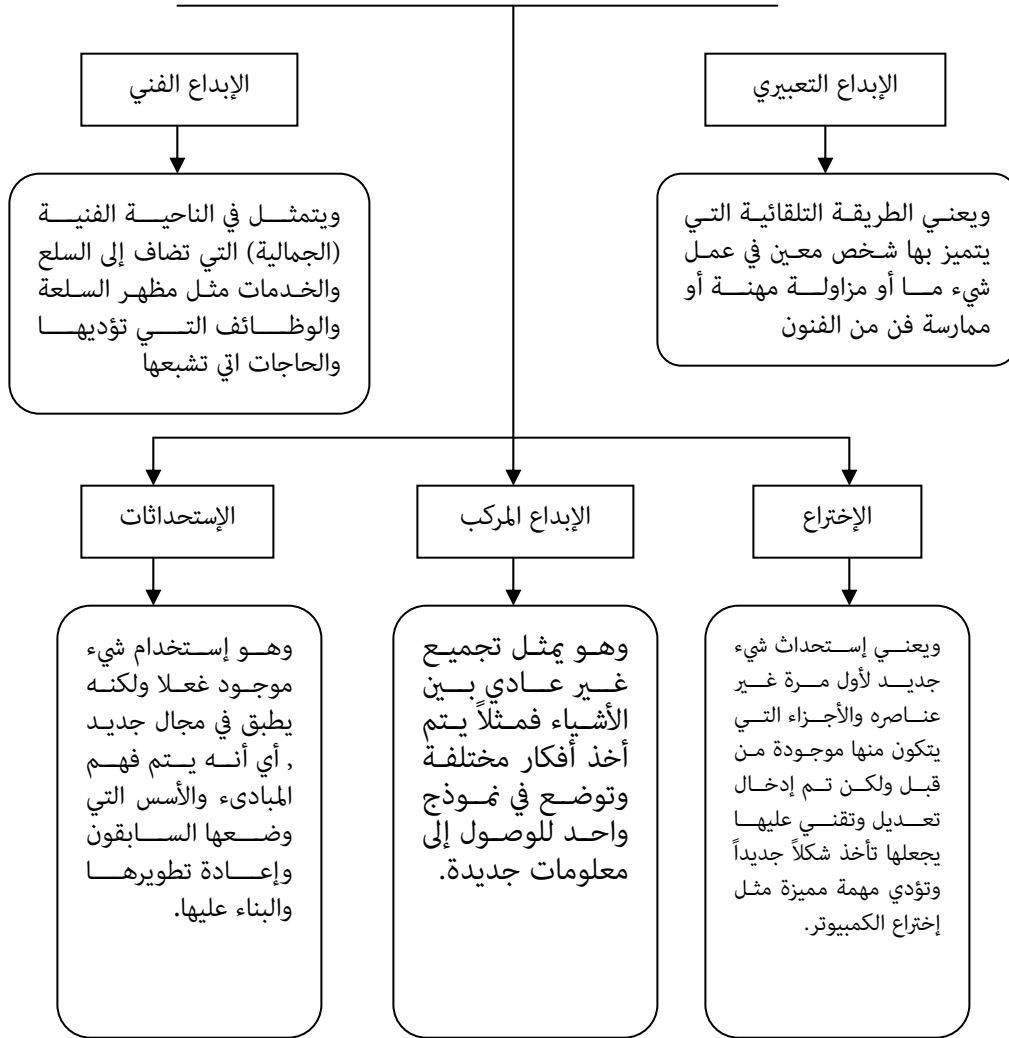 الإبداع التعبيري
ويعني الطريقة التلقائية التي
يتميز بها شخص معين في عمل
شيء ما أو مزاولة مهنة أو
ممارسة فن من الفنون
الإبداع الفني
ويتمثل في الناحية الفنية
(الجمالية) التي تضاف إلى السلع
والخدمات مثل مظهر السلعة
والوظائف التي تؤديها
والحاجات اتي تشبعها
الإختراع
ويعني إستحداث شيء
جديد لأول مرة غير
عناصره والأجزاء التي
يتكون منها موجودة من
قبل ولكن تم إدخال
تعديل وتقني عليها
يجعلها تأخذ شكلاً جديداً
وتؤدي مهمة مميزة مثل
إختراع الكمبيوتر.
الإبداع المركب
وهو يمثل تجميع
غير عادي بين
الأشياء فمثلاً يتم
أخذ أفكار مختلفة
وتوضع في نموذج
واحد للوصول إلى
معلومات جديدة.
الإستحداثات
وهو إستخدام شيء
موجود غعلا ولكنه
يطبق في مجال جديد
, أي أنه يتم فهم
المبادىء والأسس التي
وضعها السابقون
وإعادة تطويرها
والبناء عليها.